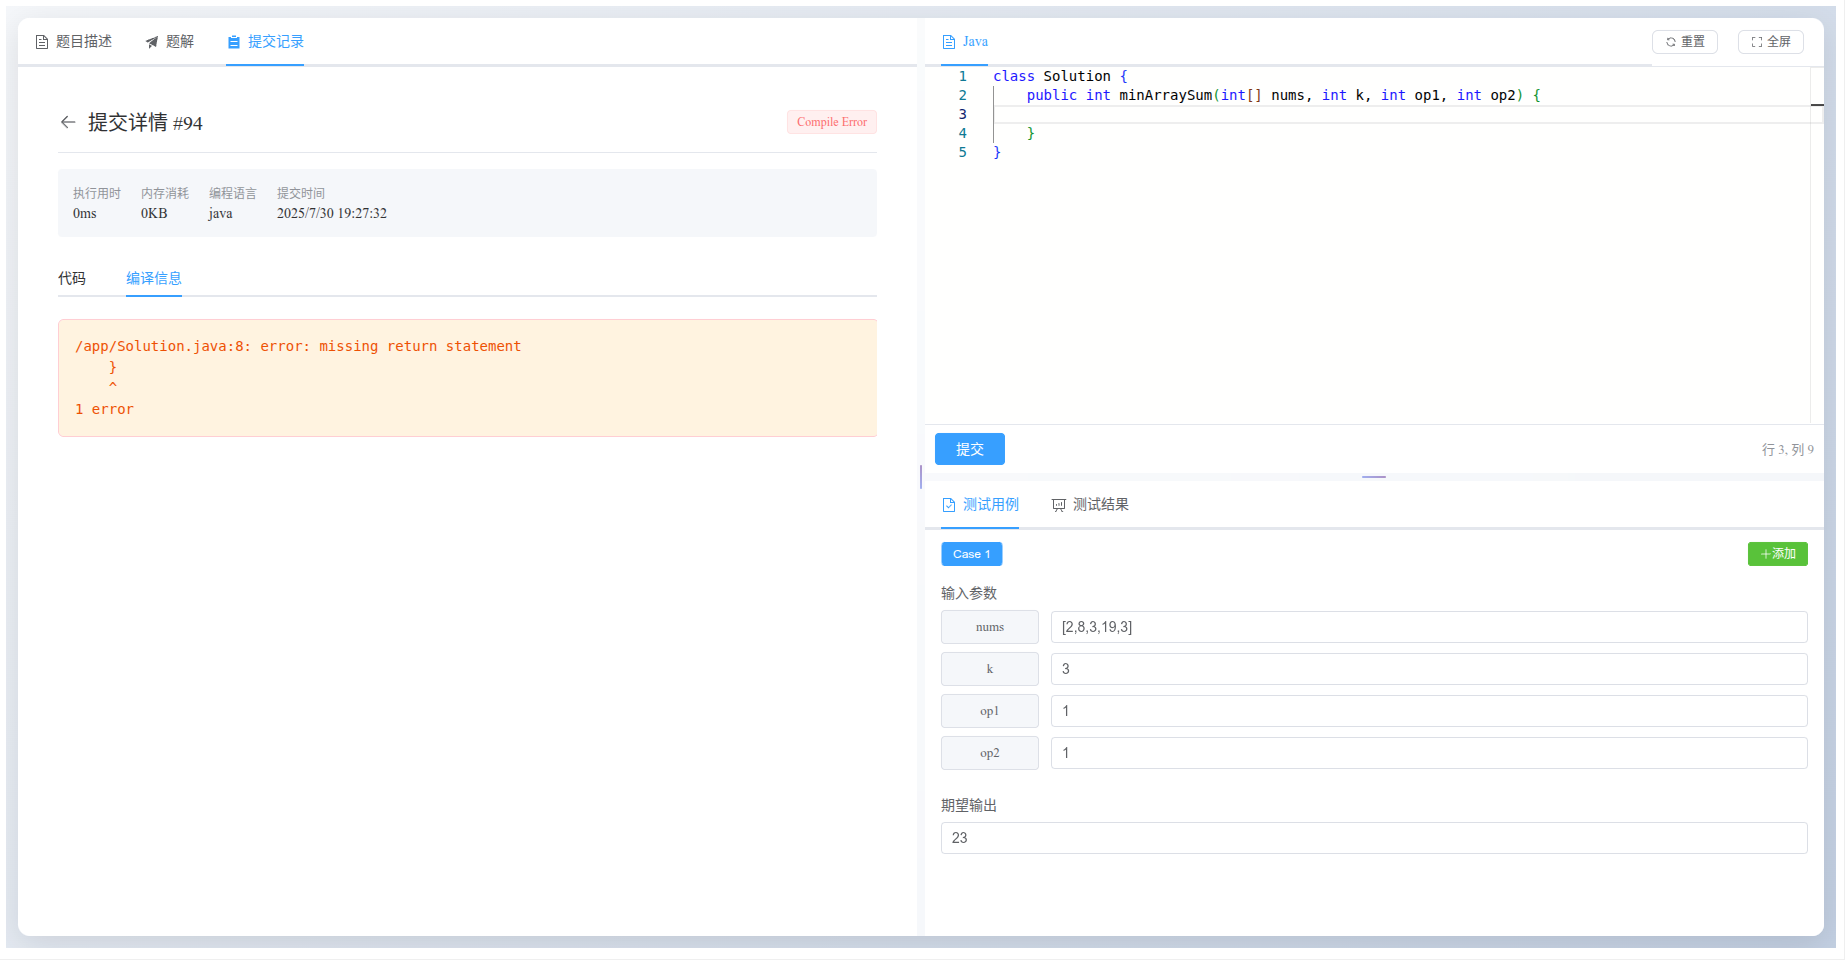 题目描述 题解 提交记录
提交详情 #94 Compile Error
执行用时 内存消耗 编程语言 提交时间
0ms 0KB java 2025/7/30 19:27:32
代码 编译信息
/app/Solution.java:8: error: missing return statement
}
^
1 error
Java 重置 全屏
1 class Solution {
2 public int minArraySum(int[] nums, int k, int op1, int op2) {
3
4 }
5 }
提交 行 3, 列 9
测试用例 测试结果
Case 1 +添加
输入参数
nums [2,8,3,19,3]
k 3
op1 1
op2 1
期望输出
23